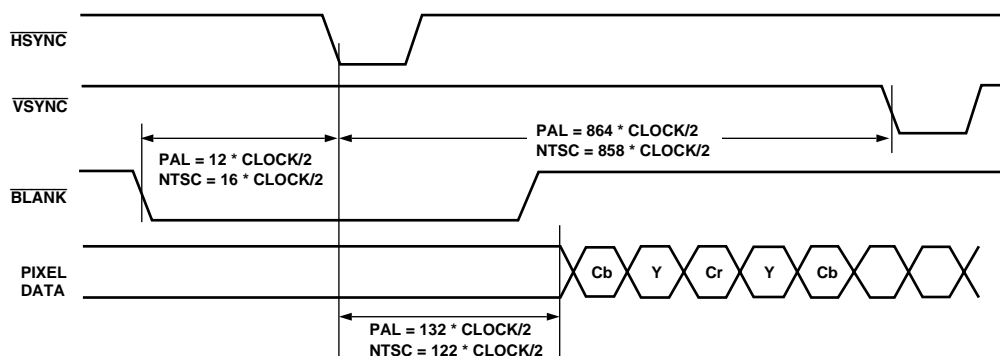 HSYNC
VSYNC
PAL = 864 * CLOCK/2
NTSC = 858 * CLOCK/2
PAL = 12 * CLOCK/2
NTSC = 16 * CLOCK/2
BLANK
PIXEL
DATA
Cb Y Cr Y Cb
PAL = 132 * CLOCK/2
NTSC = 122 * CLOCK/2